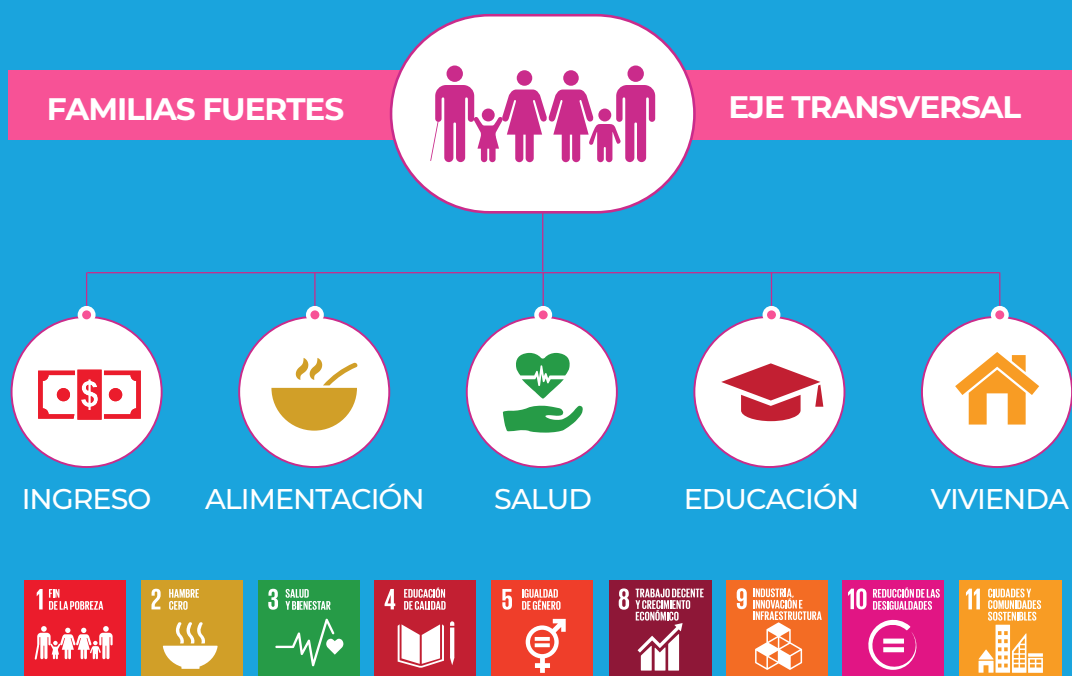 FAMILIAS FUERTES
EJE TRANSVERSAL
$
INGRESO
ALIMENTACIÓN
SALUD
EDUCACIÓN
VIVIENDA
1 FIN
DE LA POBREZA
2 HAMBRE
CERO
3 SALUD
Y BIENESTAR
4 EDUCACIÓN
DE CALIDAD
5 IGUALDAD
DE GÉNERO
8 TRABAJO DECENTE
Y CRECIMIENTO
ECONÓMICO
9 INDUSTRIA,
INNOVACIÓN E
INFRAESTRUCTURA
10 REDUCCIÓN DE LAS
DESIGUALDADES
11 CIUDADES Y
COMUNIDADES
SOSTENIBLES